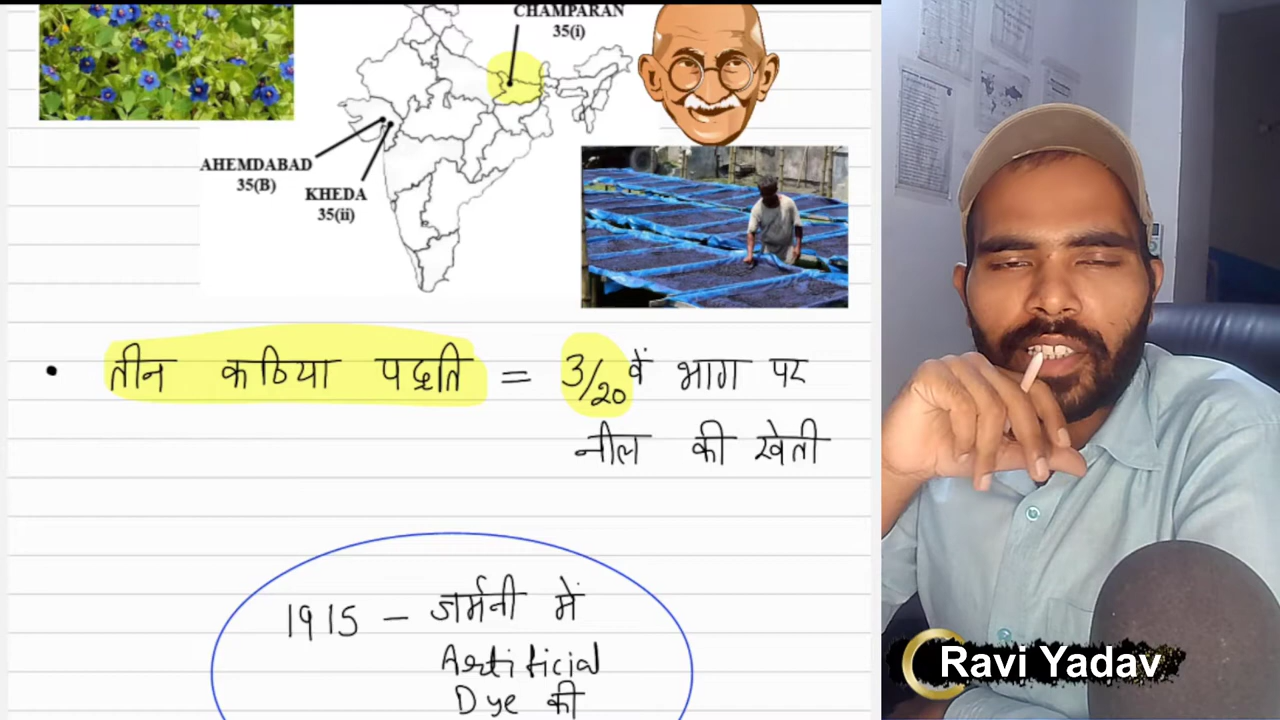 CHAMPARAN
35(i)
AHEMDABAD
35(B)
KHEDA
35(ii)
• तीन कठिया पद्धति = 3/20 वें भाग पर
नील की खेती
1915 - जर्मनी में
Artificial
Dye की
Ravi Yadav